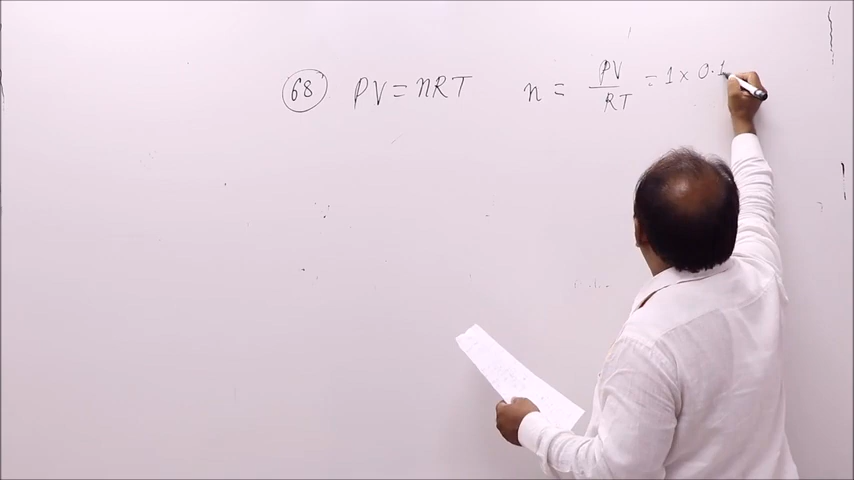 68 PV = nRT n = PV/RT = 1 × 0.1